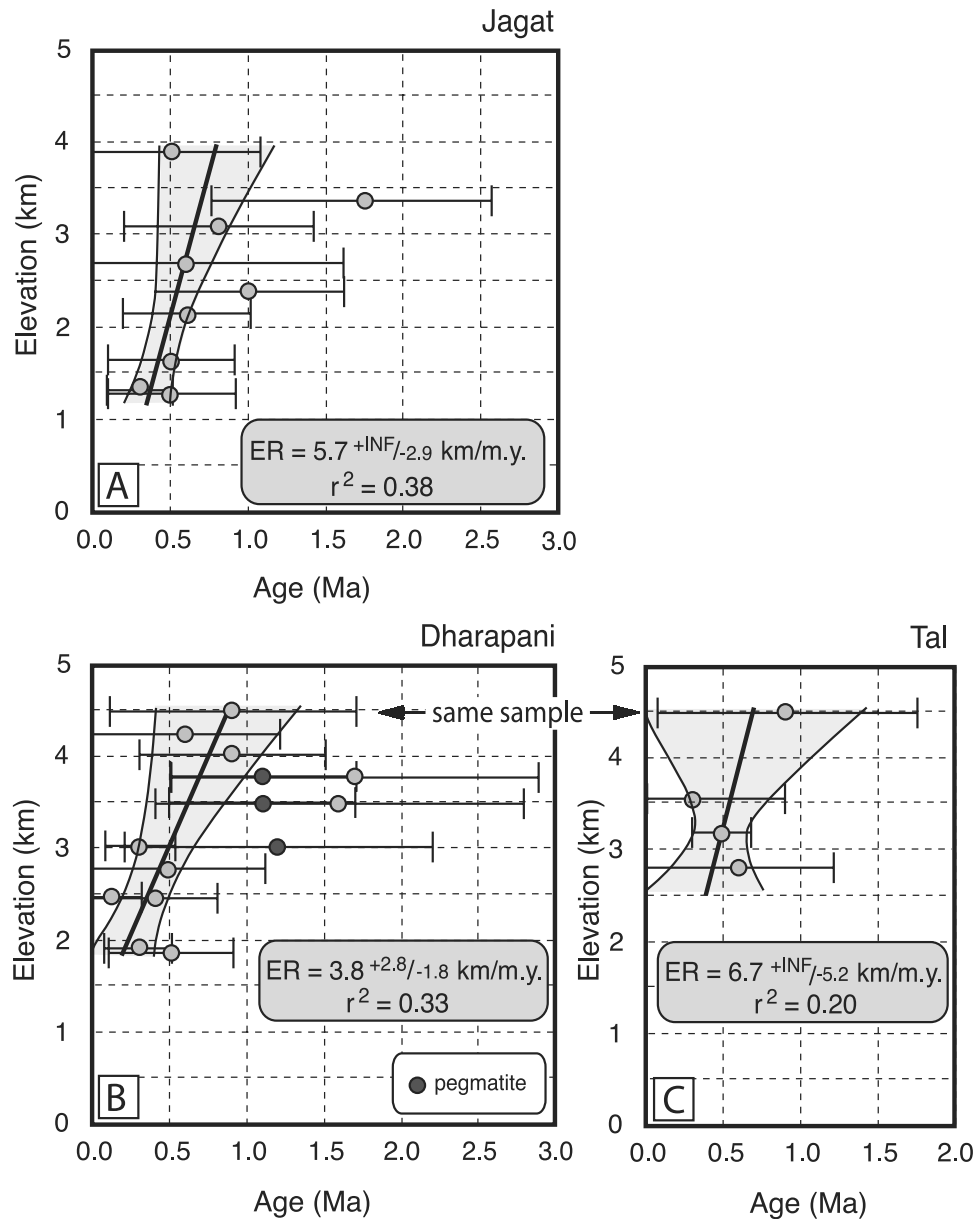 Jagat
5
4
3
2
1
0
Elevation (km)
ER = 5.7 +INF/-2.9 km/m.y.
r² = 0.38
A
0.0 0.5 1.0 1.5 2.0 2.5 3.0
Age (Ma)
Dharapani
5
4
3
2
1
0
Elevation (km)
same sample
ER = 3.8 +2.8/-1.8 km/m.y.
r² = 0.33
pegmatite
B
0.0 0.5 1.0 1.5 2.0 2.5 3.0
Age (Ma)
Tal
5
4
3
2
1
0
Elevation (km)
ER = 6.7 +INF/-5.2 km/m.y.
r² = 0.20
C
0.0 0.5 1.0 1.5 2.0
Age (Ma)